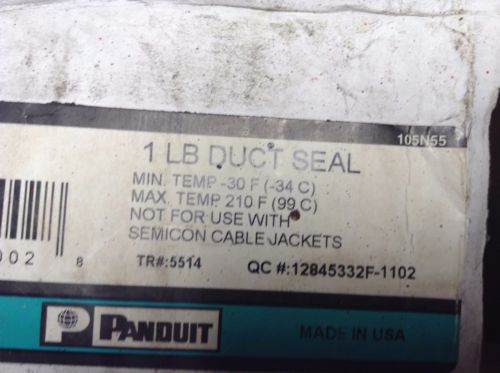 105N55
1 LB DUCT SEAL
MIN. TEMP -30 F (-34 C)
MAX. TEMP 210 F (99 C)
NOT FOR USE WITH
SEMICON CABLE JACKETS
002 8
TR#:5514 QC #:12845332F-1102
P PANDUIT MADE IN USA